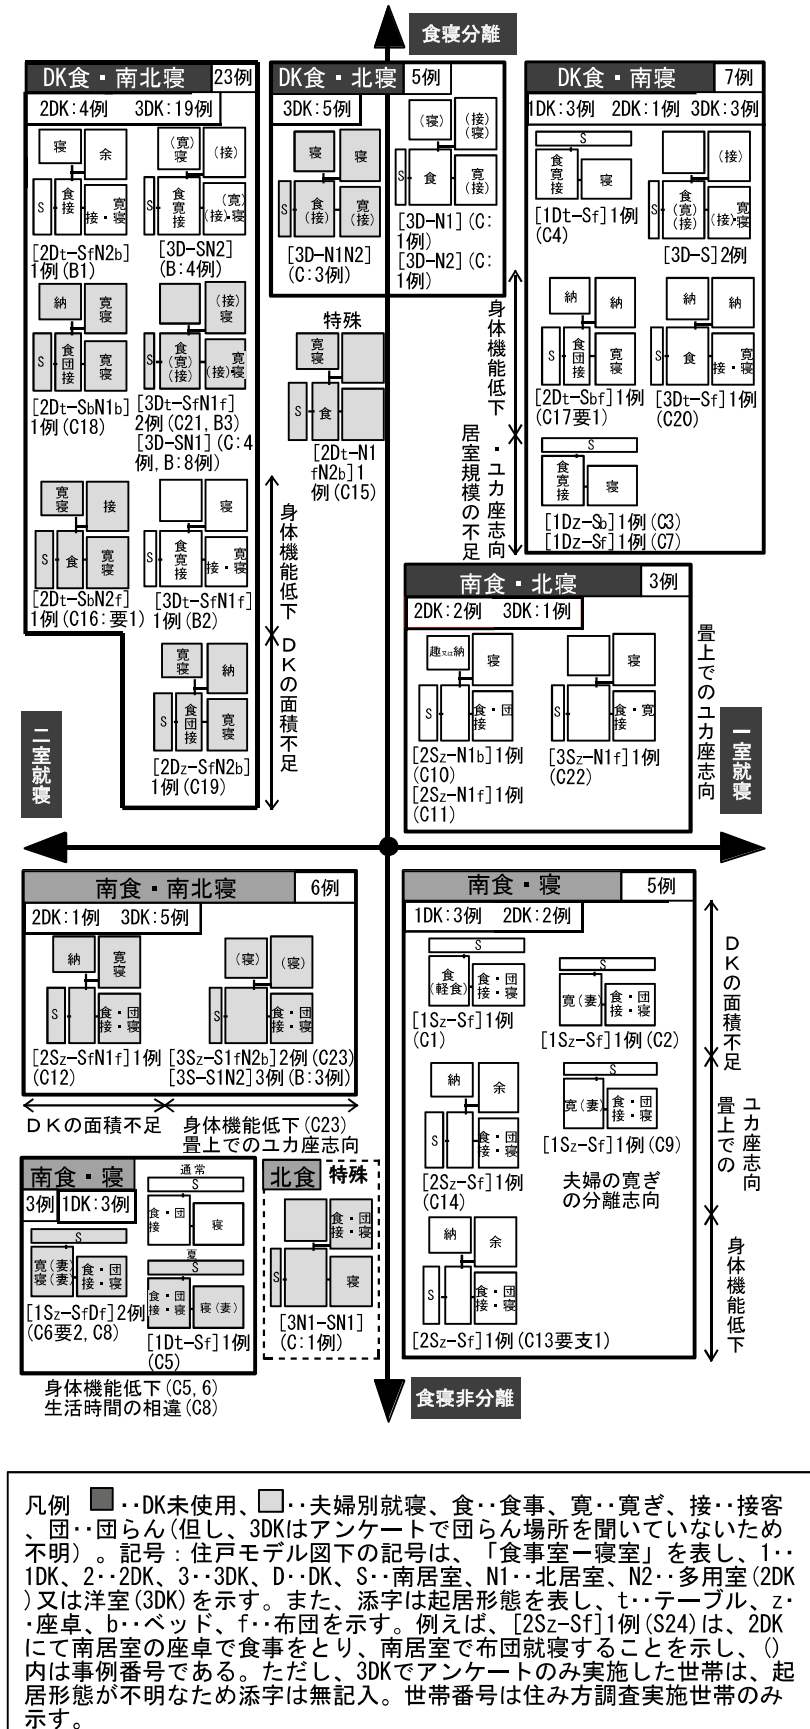 食寝分離
DK食・南北寝 23例
2DK:4例 3DK:19例
寝 余
S 食接 接・寛寝
[2Dt-SfN2b]
1例(B1)
(寛)寝 (接)
S 食寛接 (寛)(接)・寝
[3D-SN2]
(B:4例)
納 寛寝
S 食団接 寛寝
[2Dt-SbN1b]
1例(C18)
(接)寝
S 食(寛)(接) 寛(接)・寝
[3Dt-SfN1f]
2例(C21, B3)
[3D-SN1](C:4
例,B:8例)
寛寝 接
S 食 寛寝
[2Dt-SbN2f]
1例(C16:要1)
寝
S 食寛接 接・寛寝
[3Dt-SfN1f]
1例(B2)
寛寝 納
S 食団接 寛寝
[2Dz-SfN2b]
1例(C19)
身体機能低下
DKの面積不足
二室就寝
DK食・北寝 5例
3DK:5例
寝 寝
S 食(接) 寛(接)
[3D-N1N2]
(C:3例)
(寝) (接)(寝)
S 食 寛(接)
[3D-N1](C:
1例)
[3D-N2](C:
1例)
特殊
寛寝
S 食
[2Dt-N1
fN2b]1
例(C15)
DK食・南寝 7例
1DK:3例 2DK:1例 3DK:3例
S
食寛接 寝
[1Dt-Sf]1例
(C4)
(接)
S 食(寛)(接) (接)・寛寝
[3D-S]2例
納 納
S 食団接 寛寝
[2Dt-Sbf]1例
(C17要1)
納 納
S 食 接・寛寝
[3Dt-Sf]1例
(C20)
S
食寛接 寝
[1Dz-Sb]1例(C3)
[1Dz-Sf]1例(C7)
身体機能低下
・ユカ座志向
居室規模の不足
南食・北寝 3例
2DK:2例 3DK:1例
趣又は納 寝
S 食・団
[2Sz-N1b]1例
(C10)
[2Sz-N1f]1例
(C11)
寝
S 食・寛
[3Sz-N1f]1例
(C22)
畳上でのユカ座志向
一室就寝
南食・南北寝 6例
2DK:1例 3DK:5例
納 寛寝
S 食・団接・寝
[2Sz-SfN1f]1例
(C12)
(寝) (寝)
S 食・団接・寝
[3Sz-S1fN2b]2例(C23)
[3S-S1N2]3例(B:3例)
DKの面積不足
身体機能低下(C23)
畳上でのユカ座志向
南食・寝
3例 1DK:3例
S
寛(妻)寝(妻) 食・団接・寝
[1Sz-SfDf]2例
(C6要2, C8)
通常
S
食・団接 寝
夏
S
食・団接・寝 寝(妻)
[1Dt-Sf]1例
(C5)
身体機能低下(C5,6)
生活時間の相違(C8)
北食 特殊
食・団接・寝
S 寝
[3N1-SN1]
(C:1例)
南食・寝 5例
1DK:3例 2DK:2例
S
食(軽食) 食・団接・寝
[1Sz-Sf]1例
(C1)
S
寛(妻) 食・団接・寝
[1Sz-Sf]1例(C2)
納 余
S 食・団接・寝
[2Sz-Sf]1例
(C14)
S
寛(妻) 食・団接・寝
[1Sz-Sf]1例(C9)
夫婦の寛ぎ
の分離志向
納 余
S 食・団接・寝
[2Sz-Sf]1例(C13要支1)
DKの面積不足
ユカ座志向
畳上での
身体機能低下
食寝非分離
凡例 ‥DK未使用、‥夫婦別就寝、食‥食事、寛‥寛ぎ、接‥接客
、団‥団らん(但し、3DKはアンケートで団らん場所を聞いていないため
不明)。記号:住戸モデル図下の記号は、「食事室ー寝室」を表し、1‥
1DK、2‥2DK、3‥3DK、D‥DK、S‥南居室、N1‥北居室、N2‥多用室(2DK
)又は洋室(3DK)を示す。また、添字は起居形態を表し、t‥テーブル、z・
・座卓、b‥ベッド、f‥布団を示す。例えば、[2Sz-Sf]1例(S24)は、2DK
にて南居室の座卓で食事をとり、南居室で布団就寝することを示し、()
内は事例番号である。ただし、3DKでアンケートのみ実施した世帯は、起
居形態が不明なため添字は無記入。世帯番号は住み方調査実施世帯のみ
示す。